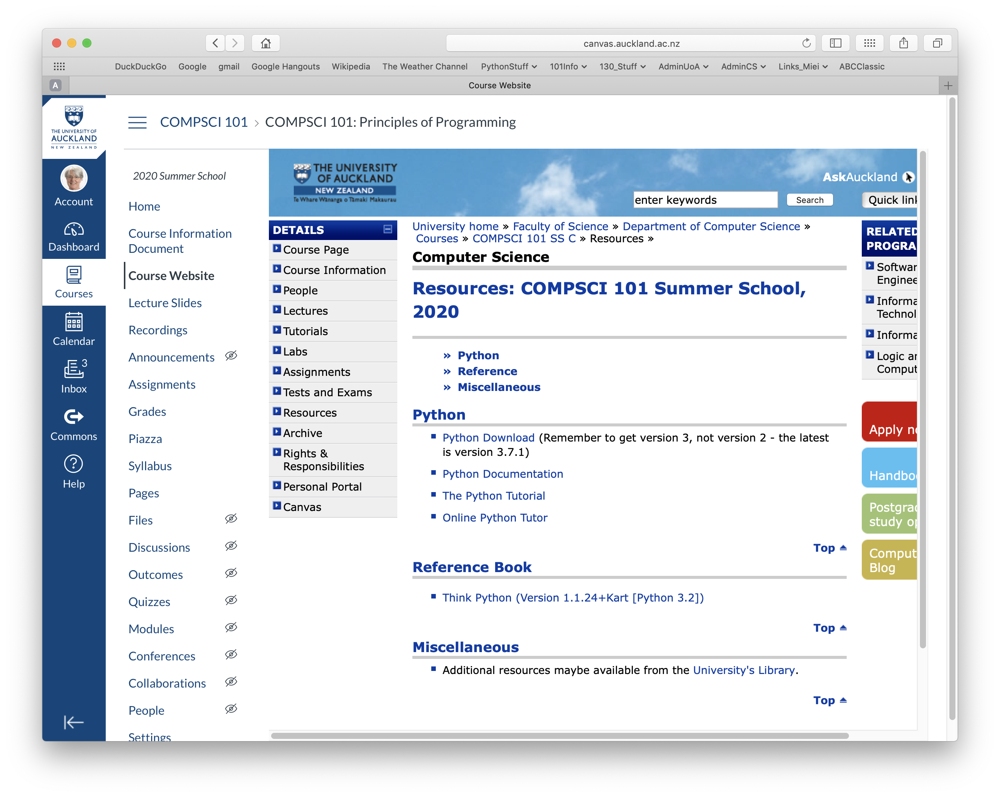 canvas.auckland.ac.nz
DuckDuckGo Google gmail Google Hangouts Wikipedia The Weather Channel PythonStuff 101Info 130_Stuff AdminUoA AdminCS Links_Miei ABCClassic
A Course Website
THE UNIVERSITY OF
AUCKLAND
NEW ZEALAND
Account
Dashboard
Courses
Calendar
3
Inbox
Commons
Help
COMPSCI 101 › COMPSCI 101: Principles of Programming
2020 Summer School
Home
Course Information
Document
Course Website
Lecture Slides
Recordings
Announcements
Assignments
Grades
Piazza
Syllabus
Pages
Files
Discussions
Outcomes
Quizzes
Modules
Conferences
Collaborations
People
Settings
THE UNIVERSITY
OF AUCKLAND
NEW ZEALAND
Te Whare Wānanga o Tāmaki Makaurau
AskAuckland
enter keywords Search Quick link
DETAILS
Course Page
Course Information
People
Lectures
Tutorials
Labs
Assignments
Tests and Exams
Resources
Archive
Rights &
Responsibilities
Personal Portal
Canvas
University home » Faculty of Science » Department of Computer Science »
Courses » COMPSCI 101 SS C » Resources »
Computer Science
Resources: COMPSCI 101 Summer School,
2020
» Python
» Reference
» Miscellaneous
Python
Python Download (Remember to get version 3, not version 2 - the latest
is version 3.7.1)
Python Documentation
The Python Tutorial
Online Python Tutor
Top
Reference Book
Think Python (Version 1.1.24+Kart [Python 3.2])
Top
Miscellaneous
Additional resources maybe available from the University's Library.
Top
RELATED
PROGRA
Softwar
Enginee
Informa
Technol
Informa
Logic an
Comput
Apply no
Handboo
Postgrad
study op
Comput
Blog